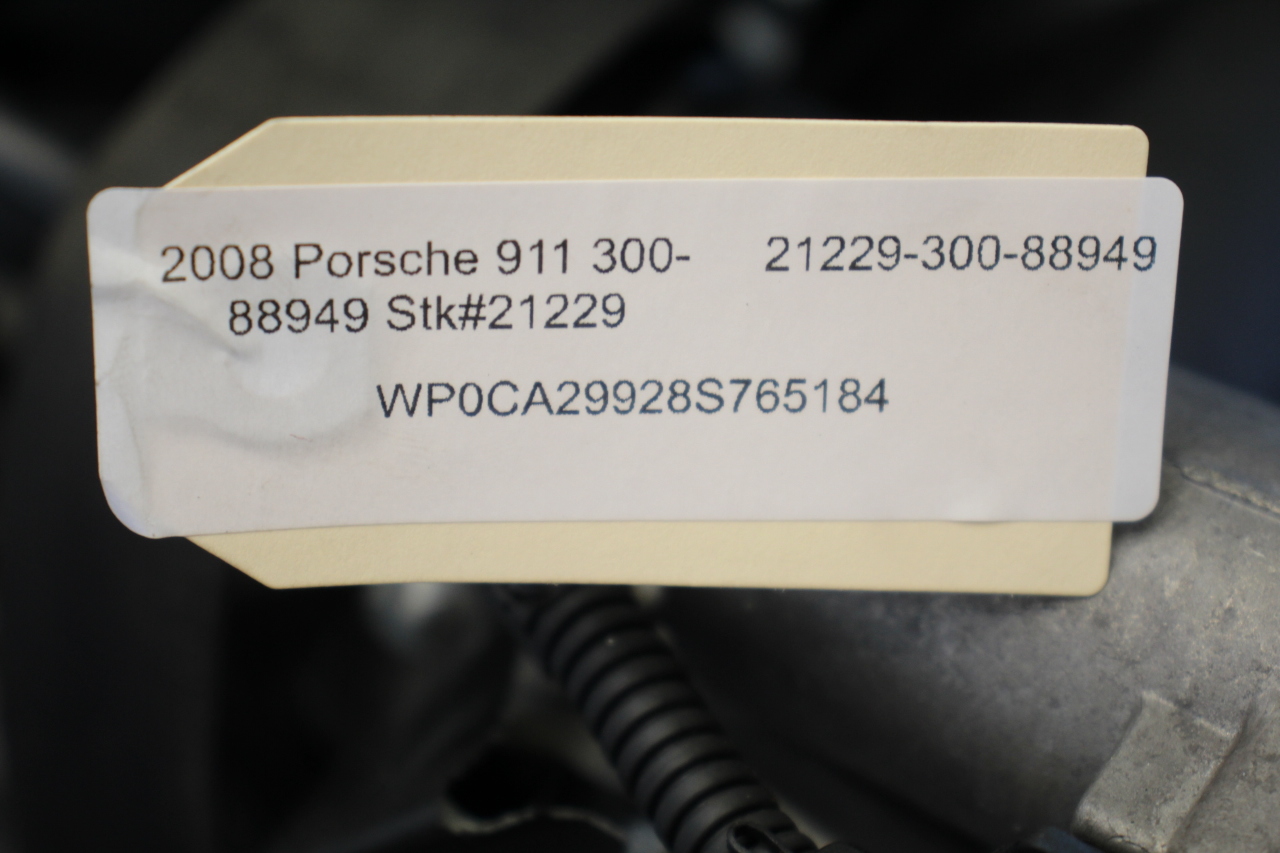 2008 Porsche 911 300- 21229-300-88949
88949 Stk#21229
WP0CA29928S765184